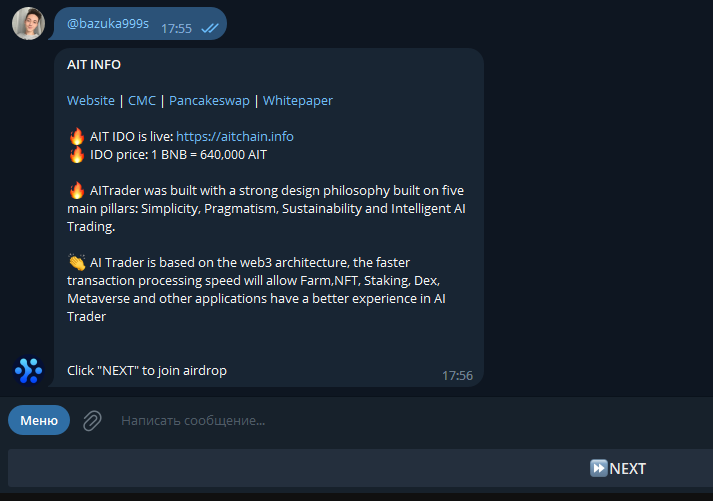 @bazuka999s 17:55
AIT INFO
Website | CMC | Pancakeswap | Whitepaper
🔥 AIT IDO is live: https://aitchain.info
🔥 IDO price: 1 BNB = 640,000 AIT
🔥 AITrader was built with a strong design philosophy built on five
main pillars: Simplicity, Pragmatism, Sustainability and Intelligent AI
Trading.
👏 AI Trader is based on the web3 architecture, the faster
transaction processing speed will allow Farm,NFT, Staking, Dex,
Metaverse and other applications have a better experience in AI
Trader
Click "NEXT" to join airdrop
17:56
Меню
Написать сообщение...
⏩NEXT